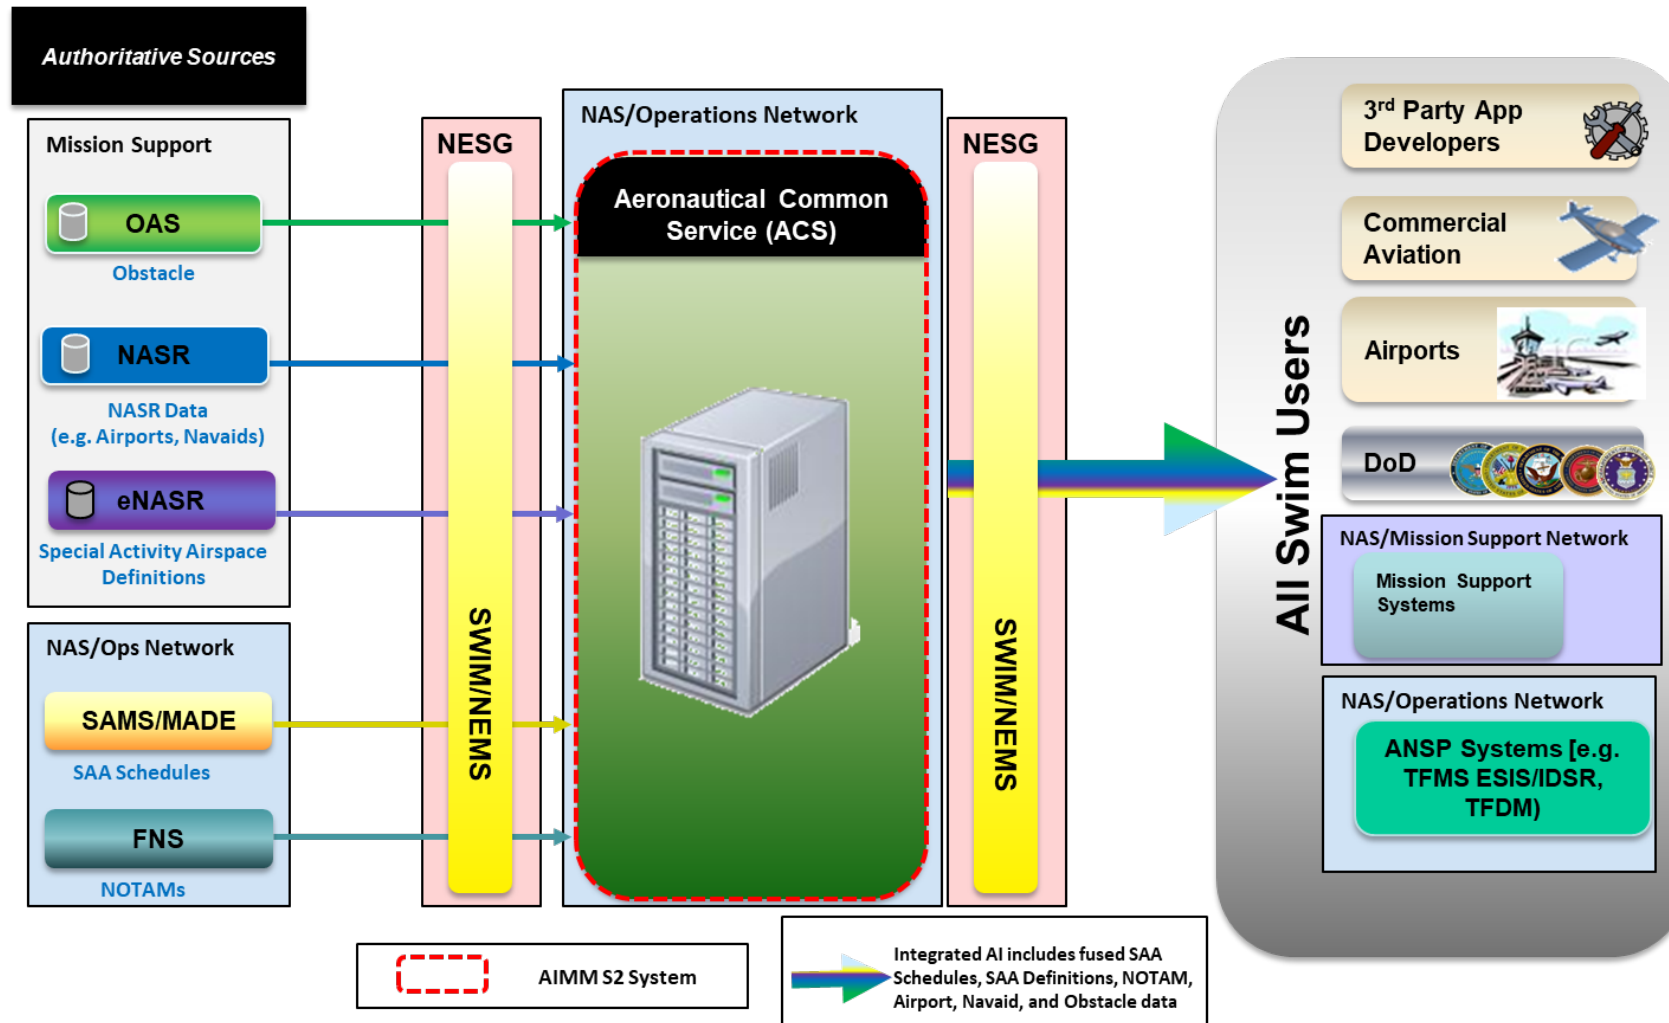 Authoritative Sources
Mission Support
OAS
Obstacle
NASR
NASR Data
(e.g. Airports, Navaids)
eNASR
Special Activity Airspace
Definitions
NAS/Ops Network
SAMS/MADE
SAA Schedules
FNS
NOTAMs
NESG
SWIM/NEMS
NAS/Operations Network
Aeronautical Common
Service (ACS)
NESG
SWIM/NEMS
All Swim Users
3rd Party App
Developers
Commercial
Aviation
Airports
DoD
NAS/Mission Support Network
Mission Support
Systems
NAS/Operations Network
ANSP Systems [e.g.
TFMS ESIS/IDSR,
TFDM)
AIMM S2 System
Integrated AI includes fused SAA
Schedules, SAA Definitions, NOTAM,
Airport, Navaid, and Obstacle data